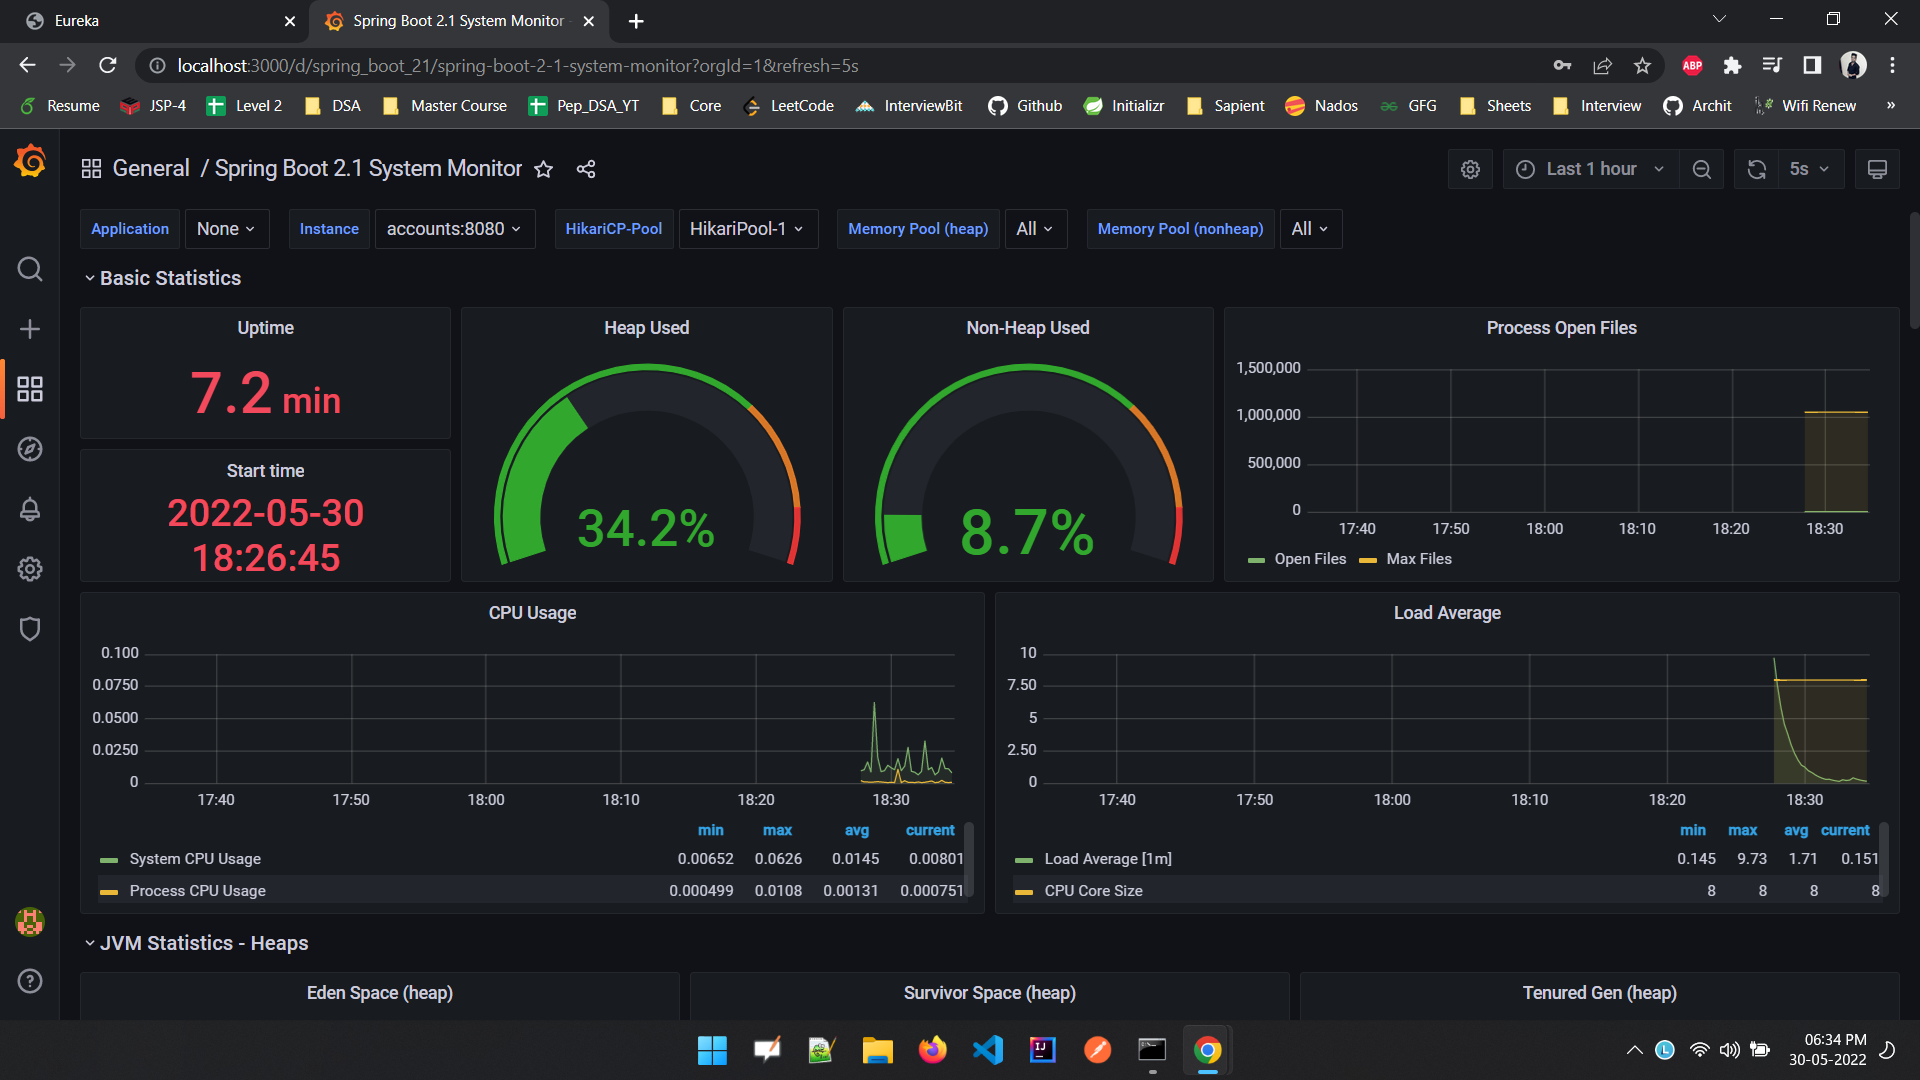 Eureka
Spring Boot 2.1 System Monitor
localhost:3000/d/spring_boot_21/spring-boot-2-1-system-monitor?orgId=1&refresh=5s
ABP
Resume JSP-4 Level 2 DSA Master Course Pep_DSA_YT Core LeetCode InterviewBit Github Initializr Sapient Nados GFG Sheets Interview Archit Wifi Renew »
General / Spring Boot 2.1 System Monitor
Last 1 hour 5s
Application None Instance accounts:8080 HikariCP-Pool HikariPool-1 Memory Pool (heap) All Memory Pool (nonheap) All
Basic Statistics
Uptime
7.2 min
Start time
2022-05-30
18:26:45
Heap Used
34.2%
Non-Heap Used
8.7%
Process Open Files
1,500,000
1,000,000
500,000
0
17:40 17:50 18:00 18:10 18:20 18:30
Open Files Max Files
CPU Usage
0.100
0.0750
0.0500
0.0250
0
17:40 17:50 18:00 18:10 18:20 18:30
min max avg current
System CPU Usage 0.00652 0.0626 0.0145 0.00801
Process CPU Usage 0.000499 0.0108 0.00131 0.000751
Load Average
10
7.50
5
2.50
0
17:40 17:50 18:00 18:10 18:20 18:30
min max avg current
Load Average [1m] 0.145 9.73 1.71 0.151
CPU Core Size 8 8 8 8
JVM Statistics - Heaps
Eden Space (heap)
Survivor Space (heap)
Tenured Gen (heap)
IJ
L
06:34 PM
30-05-2022